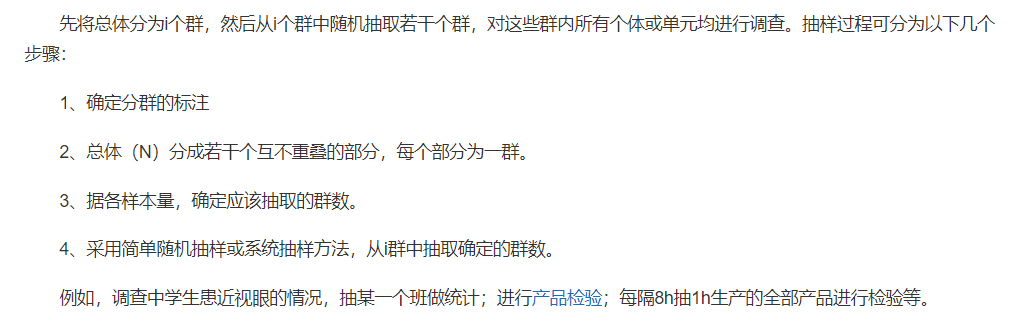 先将总体分为i个群，然后从i个群中随机抽取若干个群，对这些群内所有个体或单元均进行调查。抽样过程可分为以下几个
步骤：
1、确定分群的标注
2、总体（N）分成若干个互不重叠的部分，每个部分为一群。
3、据各样本量，确定应该抽取的群数。
4、采用简单随机抽样或系统抽样方法，从i群中抽取确定的群数。
例如，调查中学生患近视眼的情况，抽某一个班做统计；进行产品检验；每隔8h抽1h生产的全部产品进行检验等。